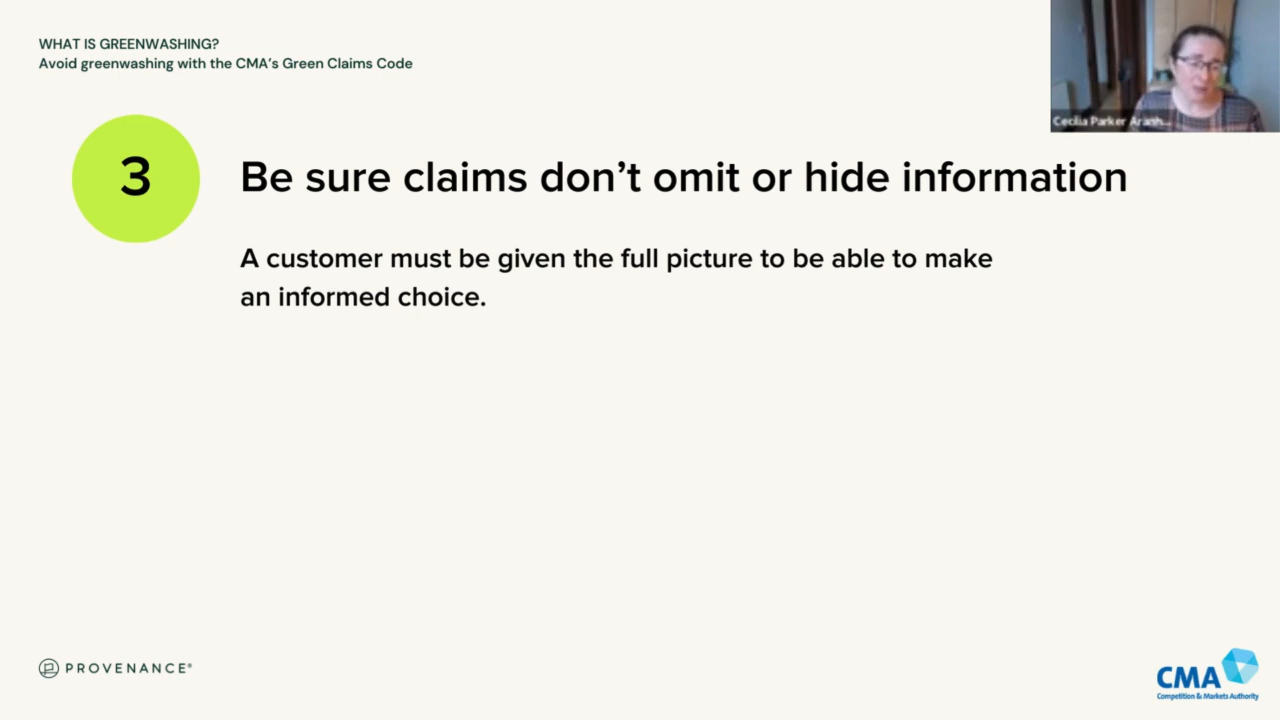 WHAT IS GREENWASHING?
Avoid greenwashing with the CMA's Green Claims Code
Cecilia Parker Aranh...
3
Be sure claims don't omit or hide information
A customer must be given the full picture to be able to make
an informed choice.
PROVENANCE®
CMA
Competition & Markets Authority